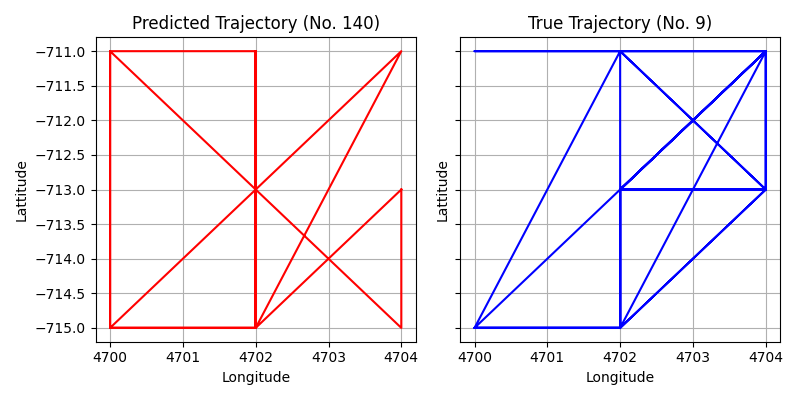 Predicted Trajectory (No. 140)
−711.0
−711.5
−712.0
−712.5
−713.0
−713.5
−714.0
−714.5
−715.0
Lattitude
4700 4701 4702 4703 4704
Longitude
True Trajectory (No. 9)
Lattitude
4700 4701 4702 4703 4704
Longitude